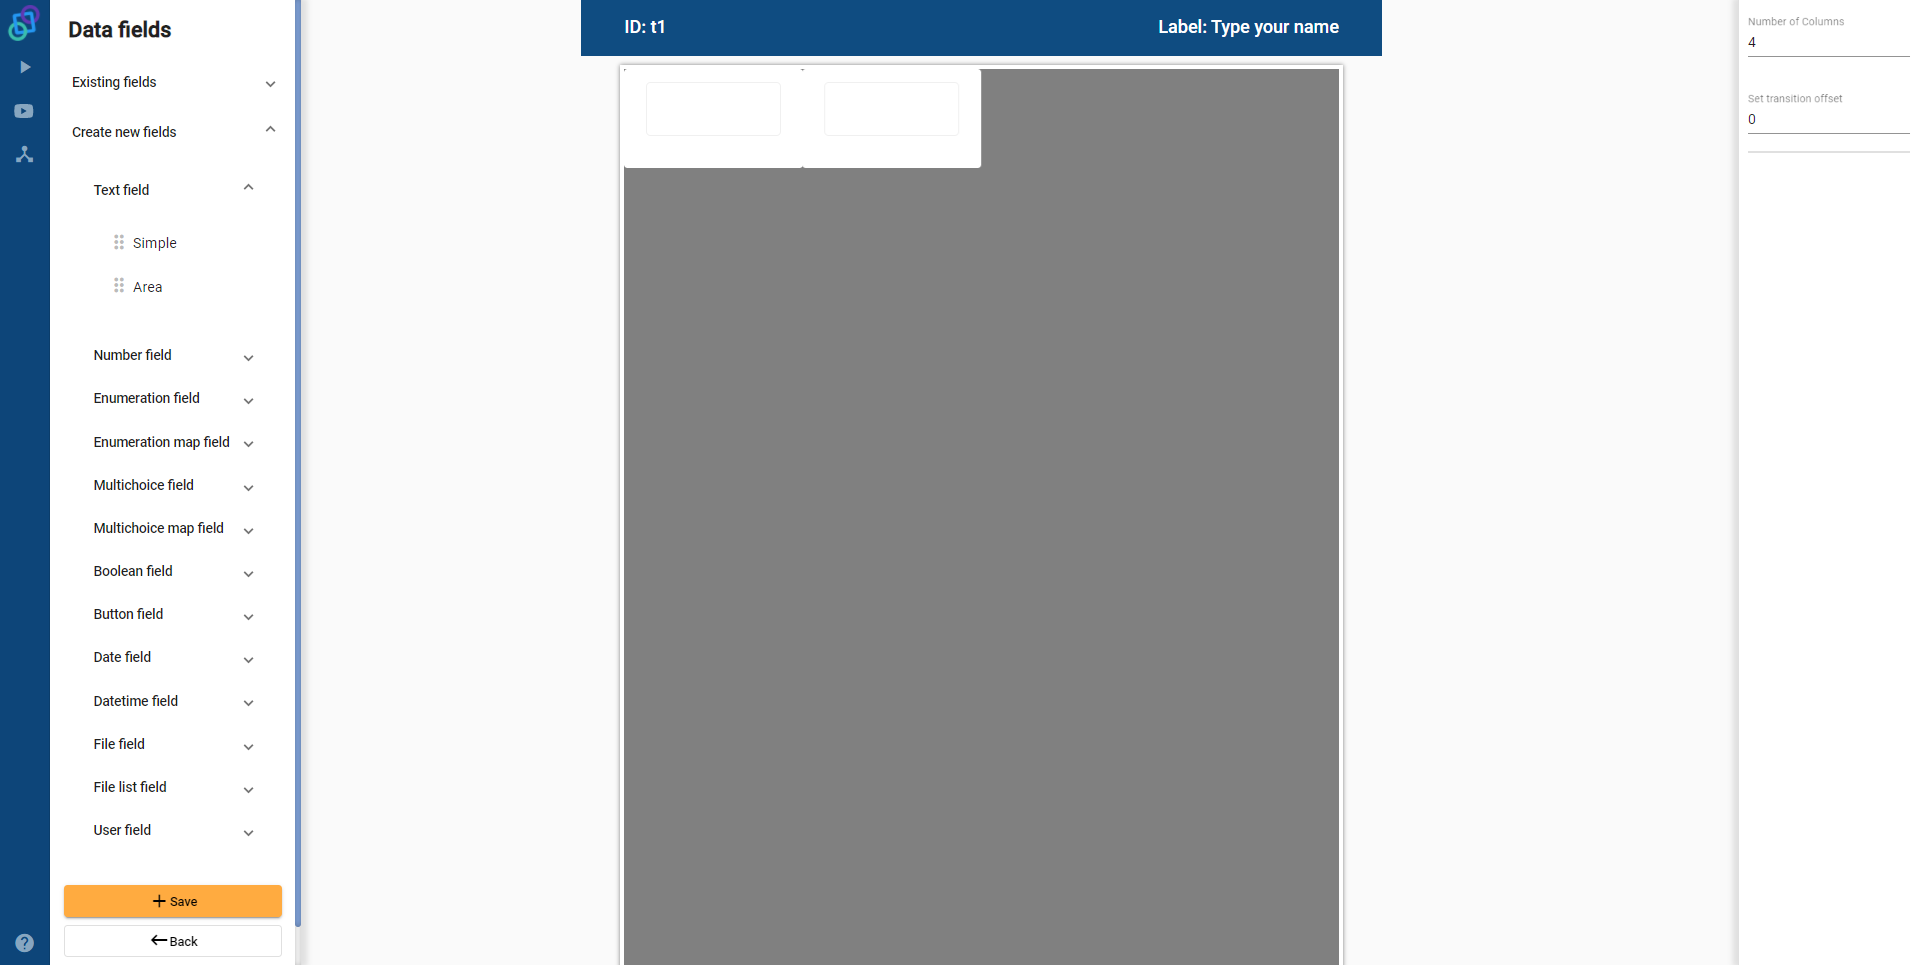 Data fields
Existing fields
Create new fields
Text field
Simple
Area
Number field
Enumeration field
Enumeration map field
Multichoice field
Multichoice map field
Boolean field
Button field
Date field
Datetime field
File field
File list field
User field
Save
Back
ID: t1
Label: Type your name
Number of Columns
4
Set transition offset
0